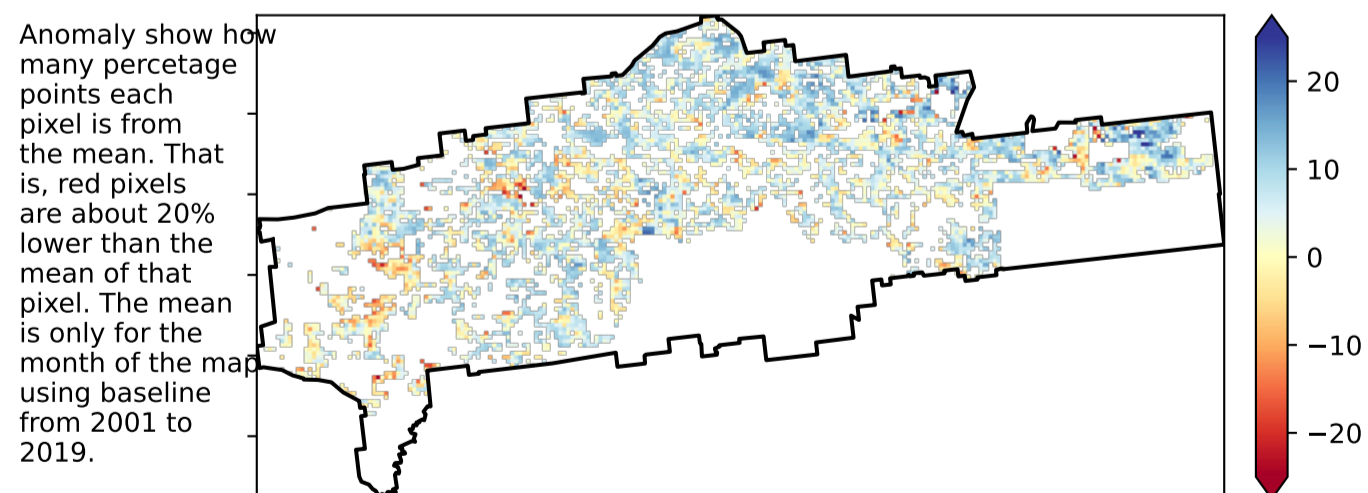 Anomaly show how
many percetage
points each
pixel is from
the mean. That
is, red pixels
are about 20%
lower than the
mean of that
pixel. The mean
is only for the
month of the map
using baseline
from 2001 to
2019.
20
10
0
−10
−20